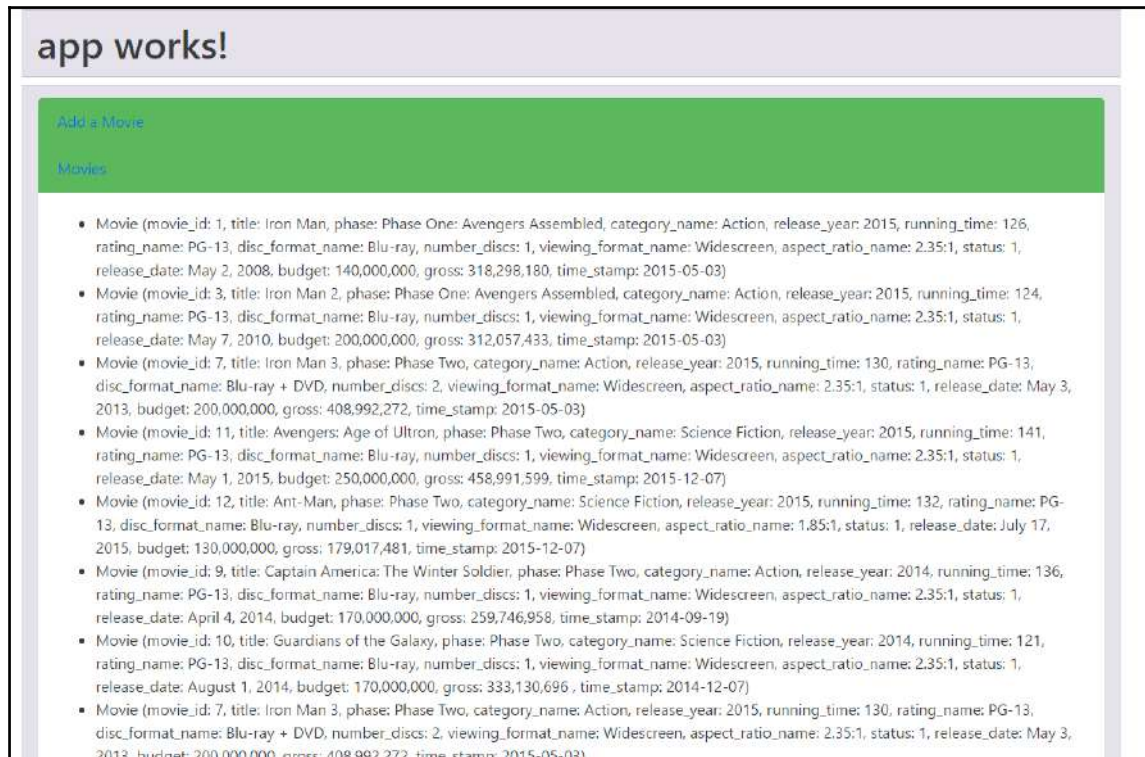 app works!
Add a Movie
Movies
• Movie (movie_id: 1, title: Iron Man, phase: Phase One: Avengers Assembled, category_name: Action, release_year: 2015, running_time: 126,
rating_name: PG-13, disc_format_name: Blu-ray, number_discs: 1, viewing_format_name: Widescreen, aspect_ratio_name: 2.35:1, status: 1,
release_date: May 2, 2008, budget: 140,000,000, gross: 318,298,180, time_stamp: 2015-05-03)
• Movie (movie_id: 3, title: Iron Man 2, phase: Phase One: Avengers Assembled, category_name: Action, release_year: 2015, running_time: 124,
rating_name: PG-13, disc_format_name: Blu-ray, number_discs: 1, viewing_format_name: Widescreen, aspect_ratio_name: 2.35:1, status: 1,
release_date: May 7, 2010, budget: 200,000,000, gross: 312,057,433, time_stamp: 2015-05-03)
• Movie (movie_id: 7, title: Iron Man 3, phase: Phase Two, category_name: Action, release_year: 2015, running_time: 130, rating_name: PG-13,
disc_format_name: Blu-ray + DVD, number_discs: 2, viewing_format_name: Widescreen, aspect_ratio_name: 2.35:1, status: 1, release_date: May 3,
2013, budget: 200,000,000, gross: 408,992,272, time_stamp: 2015-05-03)
• Movie (movie_id: 11, title: Avengers: Age of Ultron, phase: Phase Two, category_name: Science Fiction, release_year: 2015, running_time: 141,
rating_name: PG-13, disc_format_name: Blu-ray, number_discs: 1, viewing_format_name: Widescreen, aspect_ratio_name: 2.35:1, status: 1,
release_date: May 1, 2015, budget: 250,000,000, gross: 458,991,599, time_stamp: 2015-12-07)
• Movie (movie_id: 12, title: Ant-Man, phase: Phase Two, category_name: Science Fiction, release_year: 2015, running_time: 132, rating_name: PG-
13, disc_format_name: Blu-ray, number_discs: 1, viewing_format_name: Widescreen, aspect_ratio_name: 1.85:1, status: 1, release_date: July 17,
2015, budget: 130,000,000, gross: 179,017,481, time_stamp: 2015-12-07)
• Movie (movie_id: 9, title: Captain America: The Winter Soldier, phase: Phase Two, category_name: Action, release_year: 2014, running_time: 136,
rating_name: PG-13, disc_format_name: Blu-ray, number_discs: 1, viewing_format_name: Widescreen, aspect_ratio_name: 2.35:1, status: 1,
release_date: April 4, 2014, budget: 170,000,000, gross: 259,746,958, time_stamp: 2014-09-19)
• Movie (movie_id: 10, title: Guardians of the Galaxy, phase: Phase Two, category_name: Science Fiction, release_year: 2014, running_time: 121,
rating_name: PG-13, disc_format_name: Blu-ray, number_discs: 1, viewing_format_name: Widescreen, aspect_ratio_name: 2.35:1, status: 1,
release_date: August 1, 2014, budget: 170,000,000, gross: 333,130,696 , time_stamp: 2014-12-07)
• Movie (movie_id: 7, title: Iron Man 3, phase: Phase Two, category_name: Action, release_year: 2015, running_time: 130, rating_name: PG-13,
disc_format_name: Blu-ray + DVD, number_discs: 2, viewing_format_name: Widescreen, aspect_ratio_name: 2.35:1, status: 1, release_date: May 3,
2013, budget: 200,000,000, gross: 408,992,272, time_stamp: 2015-05-03)